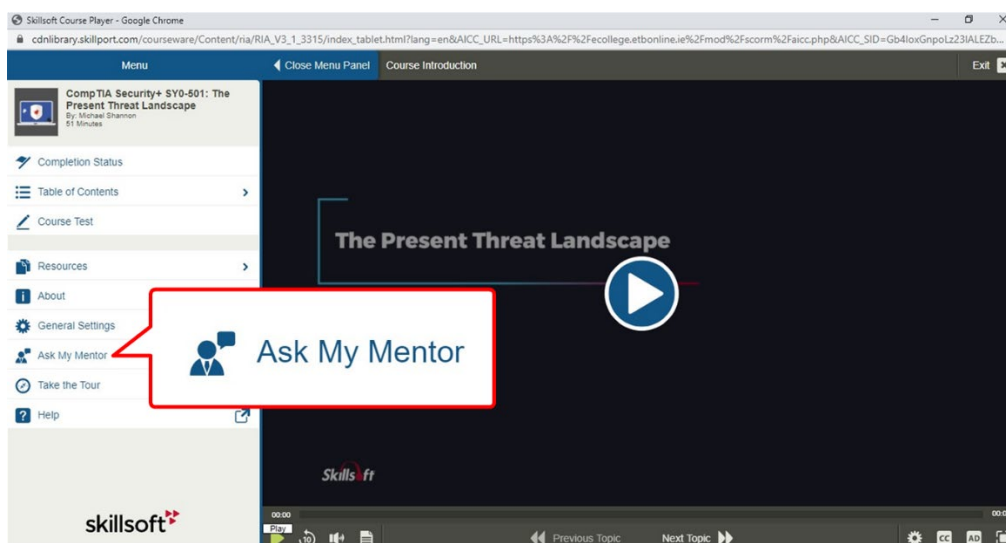 Skillsoft Course Player - Google Chrome
cdnlibrary.skillport.com/courseware/Content/ria/RIA_V3_1_3315/index_tablet.html?lang=en&AICC_URL=https%3A%2F%2Fecollege.etbonline.ie%2Fmod%2Fscorm%2Faicc.php&AICC_SID=Gb4IoxGnpoLz23IALEZb...
Menu
Close Menu Panel
Course Introduction
Exit
CompTIA Security+ SY0-501: The
Present Threat Landscape
By: Michael Shannon
51 Minutes
Completion Status
Table of Contents
Course Test
Resources
About
General Settings
Ask My Mentor
Take the Tour
Help
skillsoft
The Present Threat Landscape
Ask My Mentor
Skillsoft
00:00
Play
10
Previous Topic
Next Topic
CC
AD